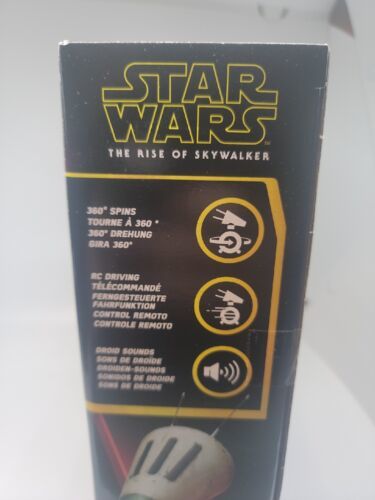 STAR
WARS
THE RISE OF SKYWALKER
360° SPINS
TOURNE À 360°
360° DREHUNG
GIRA 360°
RC DRIVING
TÉLÉCOMMANDÉ
FERNGESTEUERTE
FAHRFUNKTION
CONTROL REMOTO
CONTROLE REMOTO
DROID SOUNDS
SONS DE DROÏDE
DROIDEN-SOUNDS
SONIDOS DE DROIDE
SONS DE DROIDE